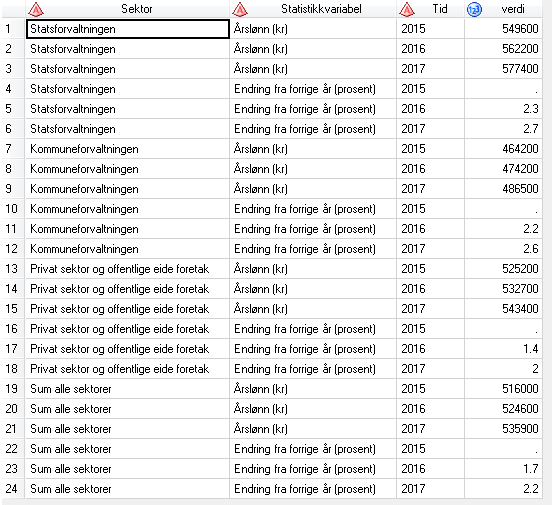 Sektor Statistikkvariabel Tid verdi
1 Statsforvaltningen Årslønn (kr) 2015 549600
2 Statsforvaltningen Årslønn (kr) 2016 562200
3 Statsforvaltningen Årslønn (kr) 2017 577400
4 Statsforvaltningen Endring fra forrige år (prosent) 2015 .
5 Statsforvaltningen Endring fra forrige år (prosent) 2016 2.3
6 Statsforvaltningen Endring fra forrige år (prosent) 2017 2.7
7 Kommuneforvaltningen Årslønn (kr) 2015 464200
8 Kommuneforvaltningen Årslønn (kr) 2016 474200
9 Kommuneforvaltningen Årslønn (kr) 2017 486500
10 Kommuneforvaltningen Endring fra forrige år (prosent) 2015 .
11 Kommuneforvaltningen Endring fra forrige år (prosent) 2016 2.2
12 Kommuneforvaltningen Endring fra forrige år (prosent) 2017 2.6
13 Privat sektor og offentlige eide foretak Årslønn (kr) 2015 525200
14 Privat sektor og offentlige eide foretak Årslønn (kr) 2016 532700
15 Privat sektor og offentlige eide foretak Årslønn (kr) 2017 543400
16 Privat sektor og offentlige eide foretak Endring fra forrige år (prosent) 2015 .
17 Privat sektor og offentlige eide foretak Endring fra forrige år (prosent) 2016 1.4
18 Privat sektor og offentlige eide foretak Endring fra forrige år (prosent) 2017 2
19 Sum alle sektorer Årslønn (kr) 2015 516000
20 Sum alle sektorer Årslønn (kr) 2016 524600
21 Sum alle sektorer Årslønn (kr) 2017 535900
22 Sum alle sektorer Endring fra forrige år (prosent) 2015 .
23 Sum alle sektorer Endring fra forrige år (prosent) 2016 1.7
24 Sum alle sektorer Endring fra forrige år (prosent) 2017 2.2